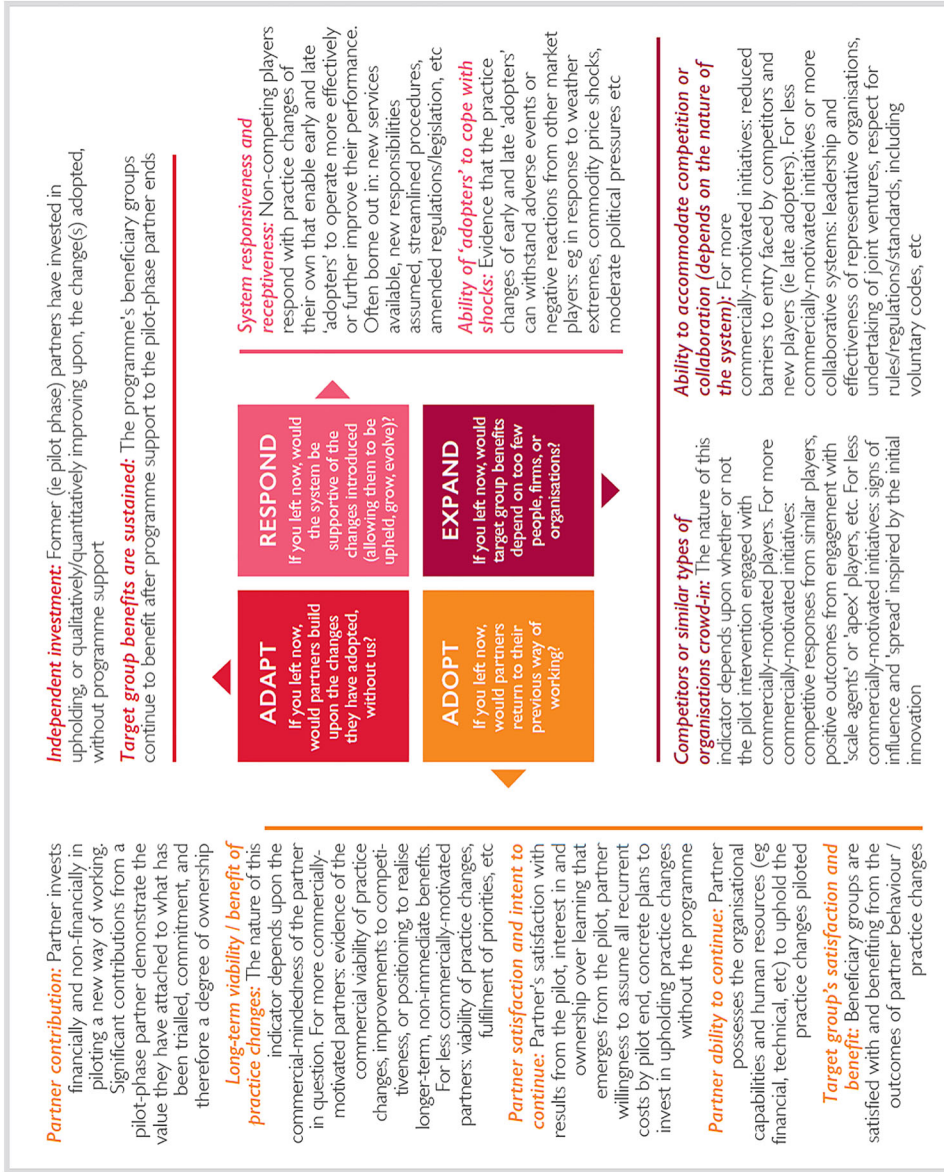 Partner contribution: Partner invests
financially and non-financially in
piloting a new way of working.
Significant contributions from a
pilot-phase partner demonstrate the
value they have attached to what has
been trialled, commitment, and
therefore a degree of ownership
Long-term viability / benefit of
practice changes: The nature of this
indicator depends upon the
commercial-mindedness of the partner
in question. For more commercially-
motivated partners: evidence of the
commercial viability of practice
changes, improvements to competi-
tiveness, or positioning, to realise
longer-term, non-immediate benefits.
For less commercially-motivated
partners: viability of practice changes,
fulfilment of priorities, etc
Partner satisfaction and intent to
continue: Partner's satisfaction with
results from the pilot, interest in and
ownership over learning that
emerges from the pilot, partner
willingness to assume all recurrent
costs by pilot end, concrete plans to
invest in upholding practice changes
without the programme
Partner ability to continue: Partner
possesses the organisational
capabilities and human resources (eg
financial, technical, etc) to uphold the
practice changes piloted
Target group's satisfaction and
benefit: Beneficiary groups are
satisfied with and benefiting from the
outcomes of partner behaviour /
practice changes
Independent investment: Former (ie pilot phase) partners have invested in
upholding, or qualitatively/quantitatively improving upon, the change(s) adopted,
without programme support
Target group benefits are sustained: The programme's beneficiary groups
continue to benefit after programme support to the pilot-phase partner ends
ADAPT
If you left now,
would partners build
upon the changes
they have adopted,
without us?
RESPOND
If you left now, would
the system be
supportive of the
changes introduced
(allowing them to be
upheld, grow, evolve)?
ADOPT
If you left now,
would partners
return to their
previous way of
working?
EXPAND
If you left now, would
target group benefits
depend on too few
people, firms, or
organisations?
System responsiveness and
receptiveness: Non-competing players
respond with practice changes of
their own that enable early and late
'adopters' to operate more effectively
or further improve their performance.
Often borne out in: new services
available, new responsibilities
assumed, streamlined procedures,
amended regulations/legislation, etc
Ability of 'adopters' to cope with
shocks: Evidence that the practice
changes of early and late 'adopters'
can withstand adverse events or
negative reactions from other market
players: eg in response to weather
extremes, commodity price shocks,
moderate political pressures etc
Competitors or similar types of
organisations crowd-in: The nature of this
indicator depends upon whether or not
the pilot intervention engaged with
commercially-motivated players. For more
commercially-motivated initiatives:
competitive responses from similar players,
positive outcomes from engagement with
'scale agents' or 'apex' players, etc. For less
commercially-motivated initiatives: signs of
influence and 'spread' inspired by the initial
innovation
Ability to accommodate competition or
collaboration (depends on the nature of
the system): For more
commercially-motivated initiatives: reduced
barriers to entry faced by competitors and
new players (ie late adopters). For less
commercially-motivated initiatives or more
collaborative systems: leadership and
effectiveness of representative organisations,
undertaking of joint ventures, respect for
rules/regulations/standards, including
voluntary codes, etc